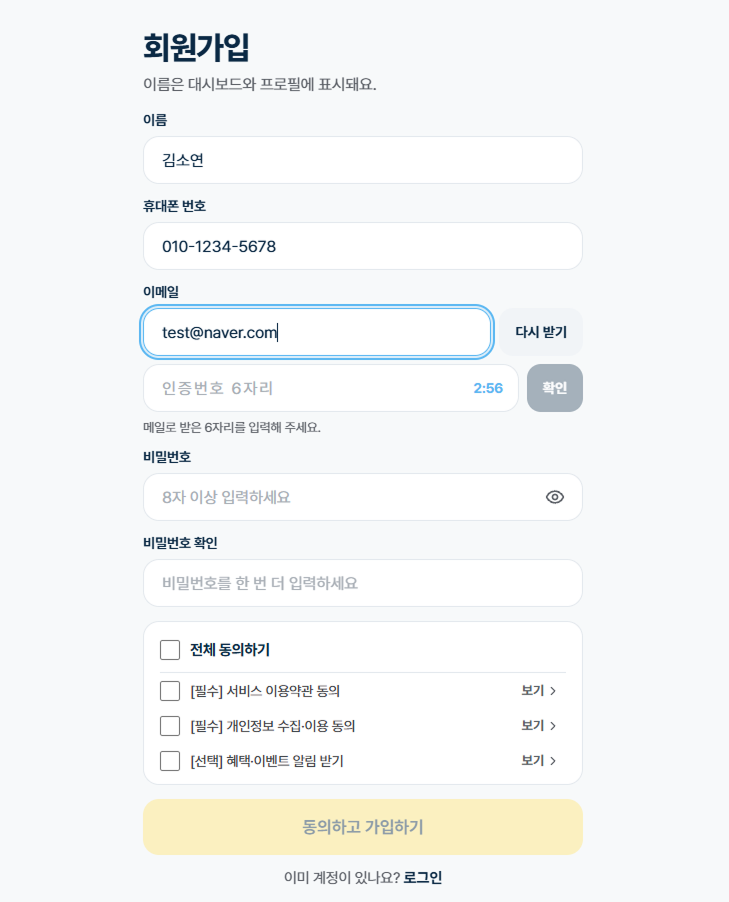 회원가입
이름은 대시보드와 프로필에 표시돼요.
이름
김소연
휴대폰 번호
010-1234-5678
이메일
test@naver.com 다시 받기
인증번호 6자리 2:56 확인
메일로 받은 6자리를 입력해 주세요.
비밀번호
8자 이상 입력하세요
비밀번호 확인
비밀번호를 한 번 더 입력하세요
전체 동의하기
[필수] 서비스 이용약관 동의 보기 >
[필수] 개인정보 수집·이용 동의 보기 >
[선택] 혜택·이벤트 알림 받기 보기 >
동의하고 가입하기
이미 계정이 있나요? 로그인